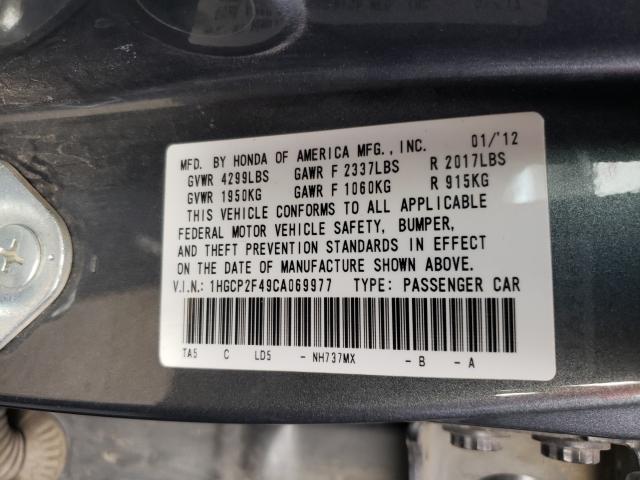 MFD. BY HONDA OF AMERICA MFG., INC. 01/'12
GVWR 4299LBS GAWR F 2337LBS R 2017LBS
GVWR 1950KG GAWR F 1060KG R 915KG
THIS VEHICLE CONFORMS TO ALL APPLICABLE
FEDERAL MOTOR VEHICLE SAFETY, BUMPER,
AND THEFT PREVENTION STANDARDS IN EFFECT
ON THE DATE OF MANUFACTURE SHOWN ABOVE.
V.I.N.: 1HGCP2F49CA069977 TYPE: PASSENGER CAR
TA5 C LD5 - NH737MX - B - A